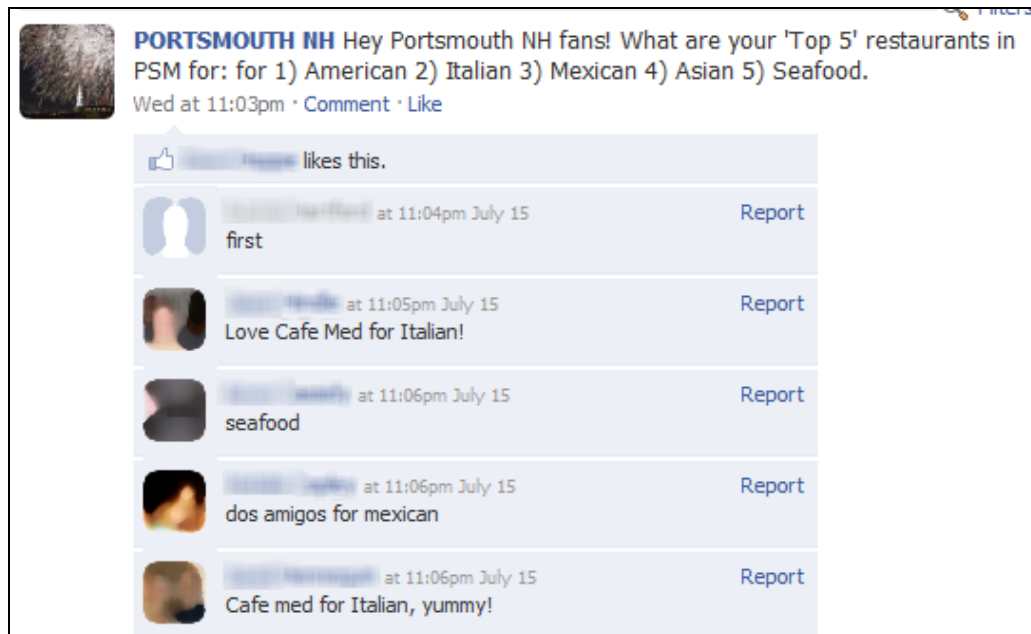 Filters
PORTSMOUTH NH Hey Portsmouth NH fans! What are your 'Top 5' restaurants in
PSM for: for 1) American 2) Italian 3) Mexican 4) Asian 5) Seafood.
Wed at 11:03pm · Comment · Like
likes this.
at 11:04pm July 15 Report
first
at 11:05pm July 15 Report
Love Cafe Med for Italian!
at 11:06pm July 15 Report
seafood
at 11:06pm July 15 Report
dos amigos for mexican
at 11:06pm July 15 Report
Cafe med for Italian, yummy!